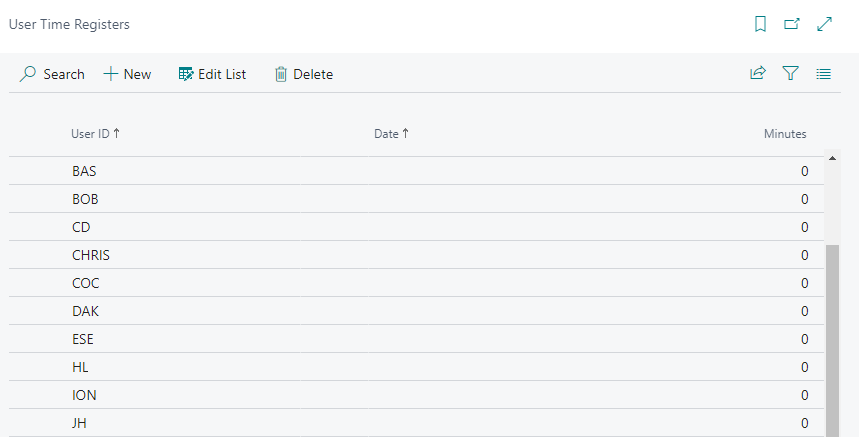 User Time Registers
Search New Edit List Delete
User ID↑ Date↑ Minutes
BAS 0
BOB 0
CD 0
CHRIS 0
COC 0
DAK 0
ESE 0
HL 0
ION 0
JH 0